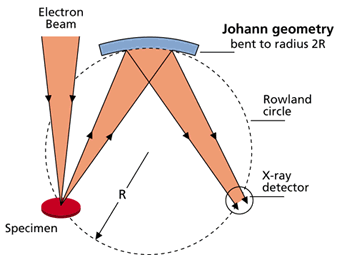 Electron
Beam
Johann geometry
bent to radius 2R
Rowland
circle
X-ray
detector
R
Specimen